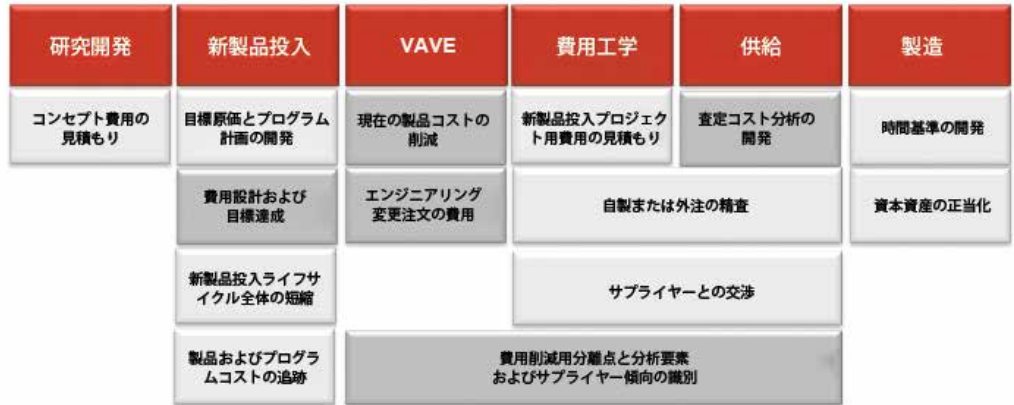 研究開発
新製品投入
VAVE
費用工学
供給
製造
コンセプト費用の
見積もり
目標原価とプログラム
計画の開発
現在の製品コストの
削減
新製品投入プロジェク
ト用費用の見積もり
査定コスト分析の
開発
時間基準の開発
費用設計および
目標達成
エンジニアリング
変更注文の費用
自製または外注の精査
資本資産の正当化
新製品投入ライフサ
イクル全体の短縮
サプライヤーとの交渉
製品およびプログラ
ムコストの追跡
費用削減用分離点と分析要素
およびサプライヤー傾向の識別